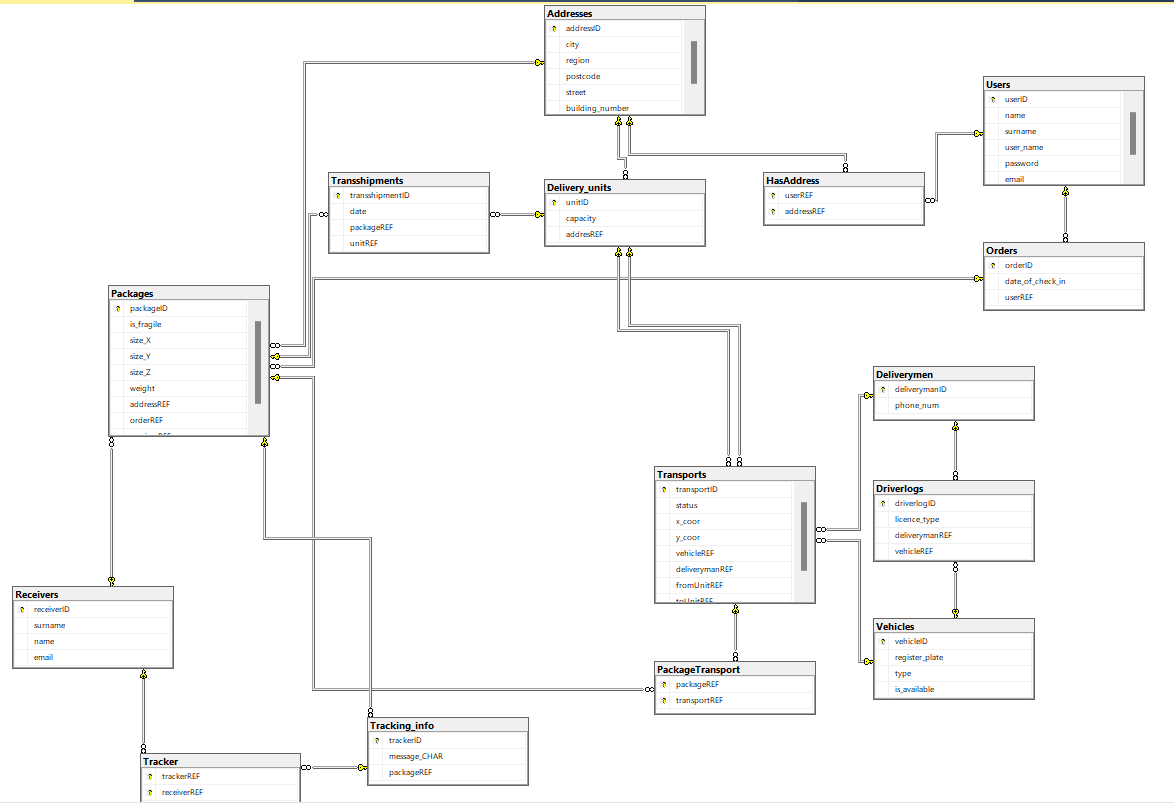 Addresses
addressID
city
region
postcode
street
building_number
Users
userID
name
surname
user_name
password
email
Transshipments
transshipmentID
date
packageREF
unitREF
Delivery_units
unitID
capacity
addresREF
HasAddress
userREF
addressREF
Orders
orderID
date_of_check_in
userREF
Packages
packageID
is_fragile
size_X
size_Y
size_Z
weight
addressREF
orderREF
Deliverymen
deliverymanID
phone_num
Transports
transportID
status
x_coor
y_coor
vehicleREF
deliverymanREF
fromUnitREF
toUnitREF
Driverlogs
driverlogID
licence_type
deliverymanREF
vehicleREF
Receivers
receiverID
surname
name
email
Vehicles
vehicleID
register_plate
type
is_available
PackageTransport
packageREF
transportREF
Tracking_info
trackerID
message_CHAR
packageREF
Tracker
trackerREF
receiverREF